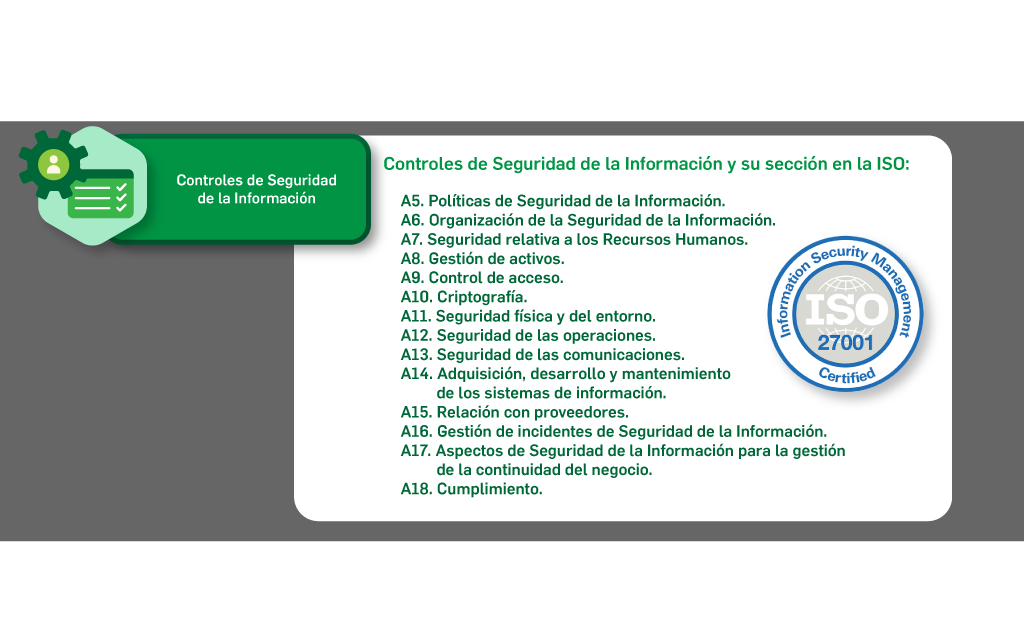 Controles de Seguridad
de la Información
Controles de Seguridad de la Información y su sección en la ISO:
A5. Políticas de Seguridad de la Información.
A6. Organización de la Seguridad de la Información.
A7. Seguridad relativa a los Recursos Humanos.
A8. Gestión de activos.
A9. Control de acceso.
A10. Criptografía.
A11. Seguridad física y del entorno.
A12. Seguridad de las operaciones.
A13. Seguridad de las comunicaciones.
A14. Adquisición, desarrollo y mantenimiento
de los sistemas de información.
A15. Relación con proveedores.
A16. Gestión de incidentes de Seguridad de la Información.
A17. Aspectos de Seguridad de la Información para la gestión
de la continuidad del negocio.
A18. Cumplimiento.
Information Security Management
ISO
27001
Certified